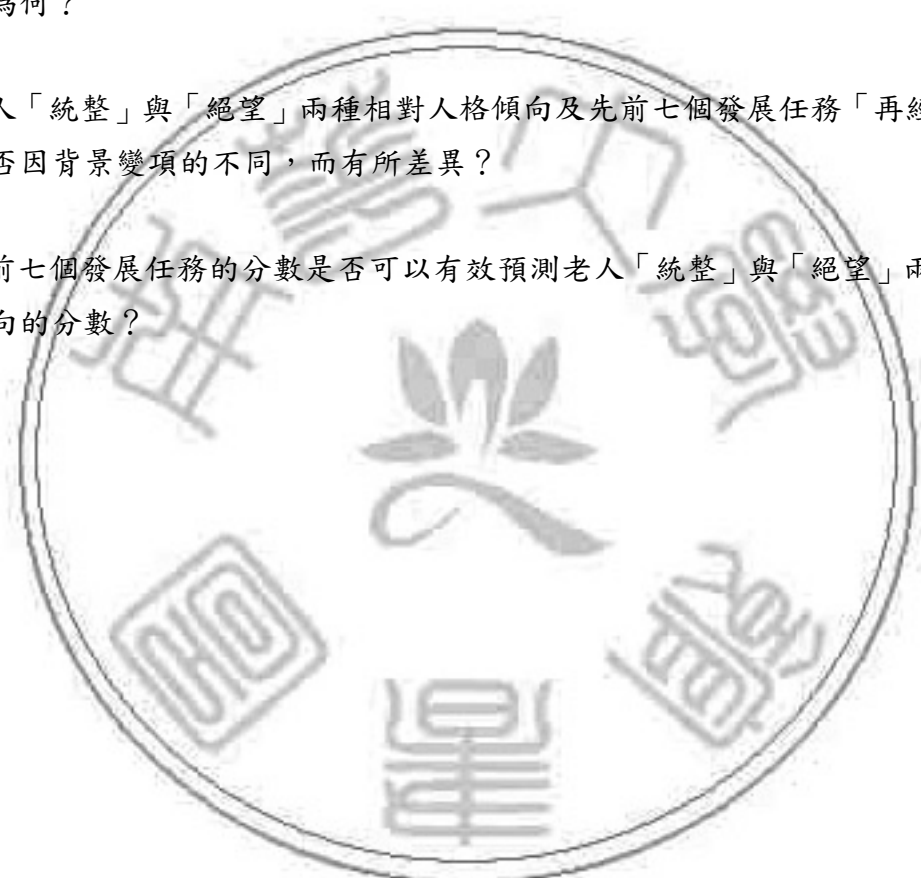 為何？
人「統整」與「絕望」兩種相對人格傾向及先前七個發展任務「再經
否因背景變項的不同，而有所差異？
前七個發展任務的分數是否可以有效預測老人「統整」與「絕望」兩
向的分數？